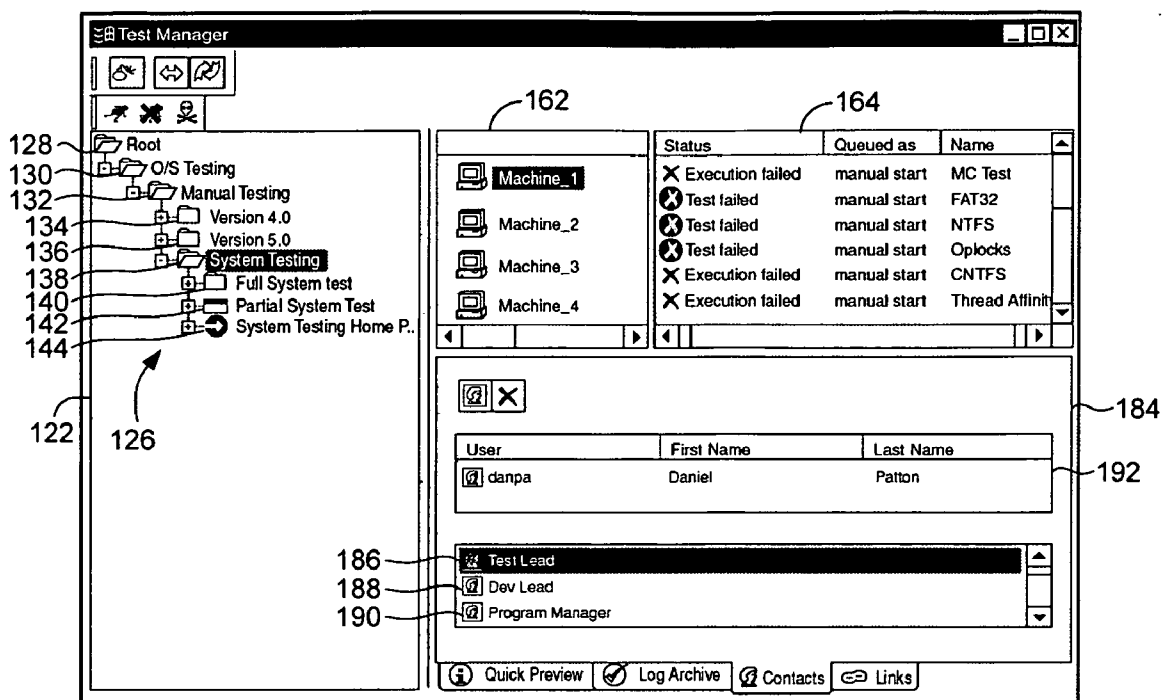 Test Manager
162
164
128
Root
130
O/S Testing
132
Manual Testing
134
Version 4.0
136
Version 5.0
138
System Testing
140
Full System test
142
Partial System Test
144
System Testing Home P..
122
126
Machine_1
Machine_2
Machine_3
Machine_4
Status Queued as Name
Execution failed manual start MC Test
Test failed manual start FAT32
Test failed manual start NTFS
Test failed manual start Oplocks
Execution failed manual start CNTFS
Execution failed manual start Thread Affinit
184
User First Name Last Name
danpa Daniel Patton
192
186
Test Lead
188
Dev Lead
190
Program Manager
Quick Preview Log Archive Contacts Links